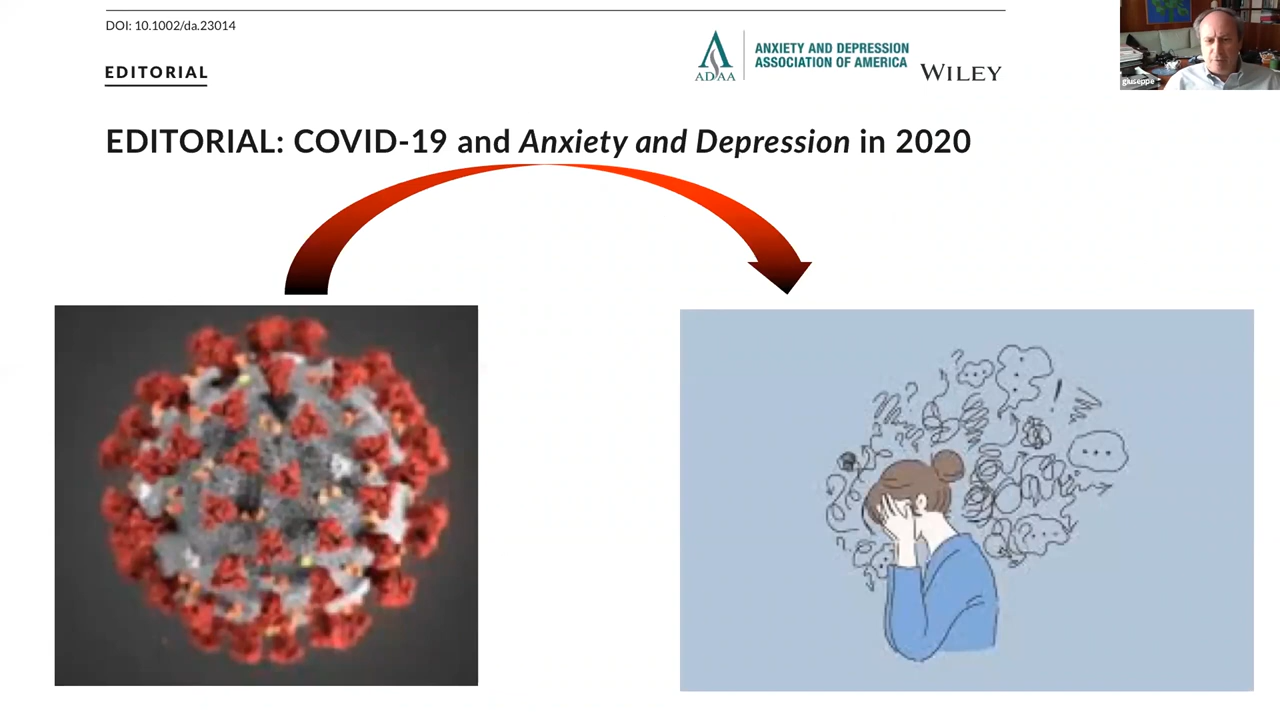 DOI: 10.1002/da.23014
EDITORIAL
ADAA
ANXIETY AND DEPRESSION
ASSOCIATION OF AMERICA
WILEY
giuseppe
EDITORIAL: COVID-19 and Anxiety and Depression in 2020